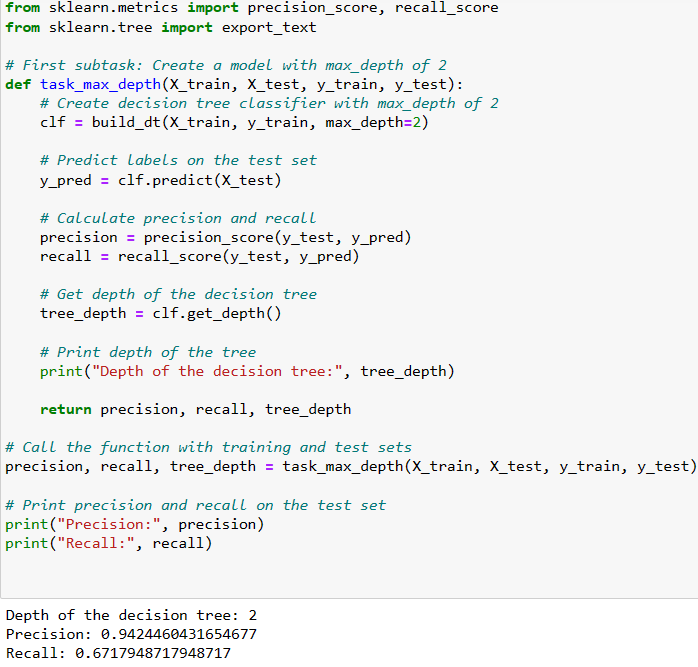 from sklearn.metrics import precision_score, recall_score
from sklearn.tree import export_text
# First subtask: Create a model with max_depth of 2
def task_max_depth(X_train, X_test, y_train, y_test):
    # Create decision tree classifier with max_depth of 2
    clf = build_dt(X_train, y_train, max_depth=2)
    # Predict labels on the test set
    y_pred = clf.predict(X_test)
    # Calculate precision and recall
    precision = precision_score(y_test, y_pred)
    recall = recall_score(y_test, y_pred)
    # Get depth of the decision tree
    tree_depth = clf.get_depth()
    # Print depth of the tree
    print("Depth of the decision tree:", tree_depth)
    return precision, recall, tree_depth
# Call the function with training and test sets
precision, recall, tree_depth = task_max_depth(X_train, X_test, y_train, y_test)
# Print precision and recall on the test set
print("Precision:", precision)
print("Recall:", recall)
Depth of the decision tree: 2
Precision: 0.9424460431654677
Recall: 0.6717948717948717